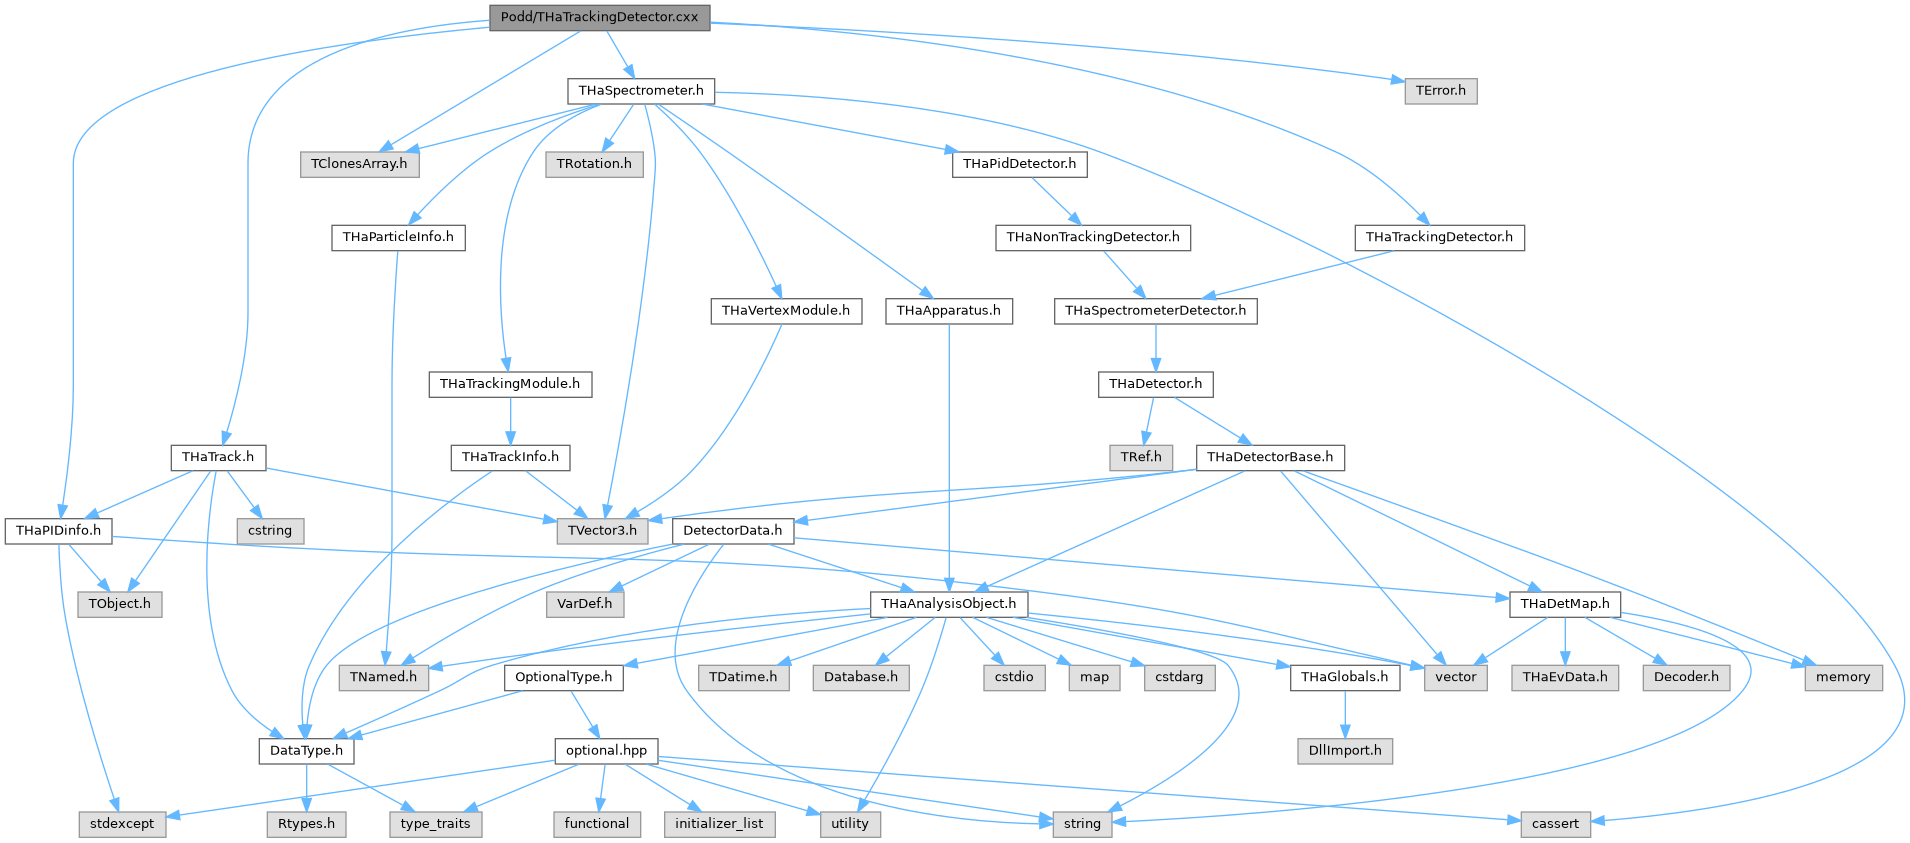 Podd/THaTrackingDetector.cxx
THaSpectrometer.h
TError.h
TClonesArray.h
TRotation.h
THaPidDetector.h
THaParticleInfo.h
THaNonTrackingDetector.h
THaTrackingDetector.h
THaVertexModule.h
THaApparatus.h
THaSpectrometerDetector.h
THaTrackingModule.h
THaDetector.h
THaTrack.h
THaTrackInfo.h
TRef.h
THaDetectorBase.h
THaPIDinfo.h
cstring
TVector3.h
DetectorData.h
TObject.h
VarDef.h
THaAnalysisObject.h
THaDetMap.h
TNamed.h
OptionalType.h
TDatime.h
Database.h
cstdio
map
cstdarg
THaGlobals.h
vector
THaEvData.h
Decoder.h
memory
DataType.h
optional.hpp
DllImport.h
stdexcept
Rtypes.h
type_traits
functional
initializer_list
utility
string
cassert